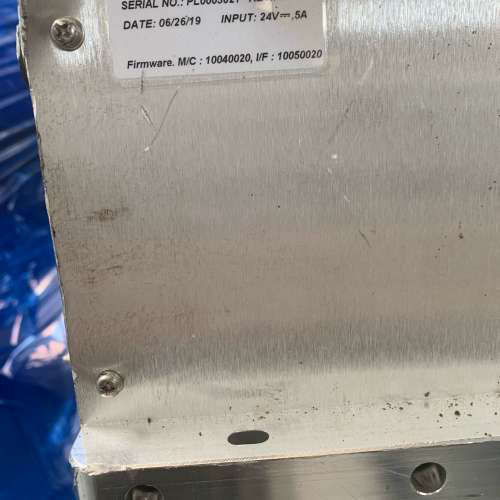 SERIAL NO.:
DATE: 06/26/19 INPUT: 24V⎓,5A
Firmware. M/C : 10040020, I/F : 10050020